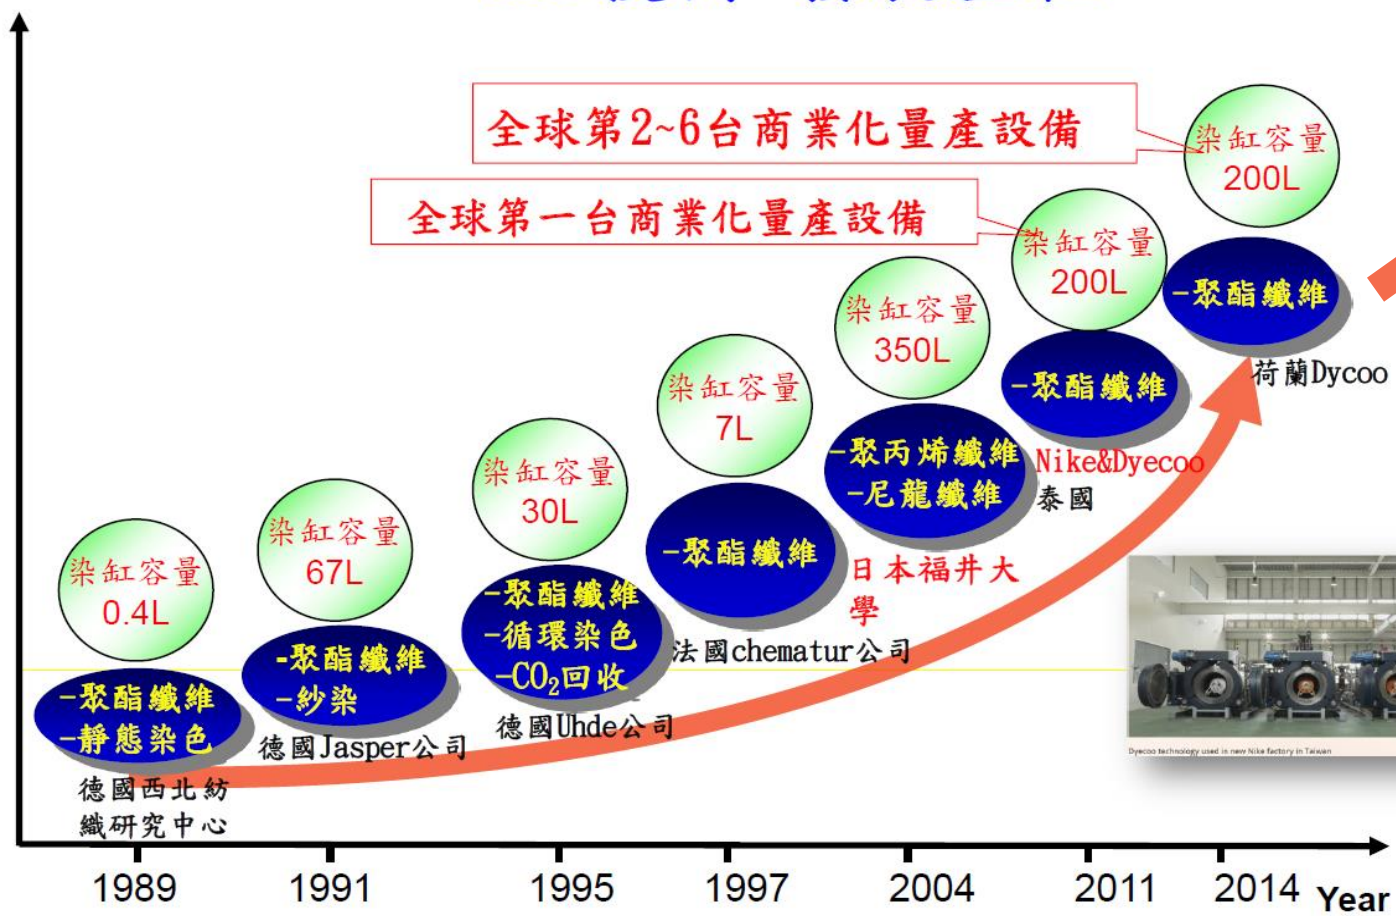 全球第2~6台商業化量產設備
染缸容量
200L
全球第一台商業化量產設備
染缸容量
200L
-聚酯纖維
荷蘭Dycoo
染缸容量
350L
-聚酯纖維
Nike&Dyecoo
泰國
染缸容量
7L
-聚丙烯纖維
-尼龍纖維
日本福井大
學
染缸容量
30L
-聚酯纖維
法國chematur公司
染缸容量
67L
-聚酯纖維
-循環染色
-CO₂回收
德國Uhde公司
染缸容量
0.4L
-聚酯纖維
-紗染
德國Jasper公司
-聚酯纖維
-靜態染色
德國西北紡
織研究中心
Dyecoo technology used in new Nike factory in Taiwan
1989 1991 1995 1997 2004 2011 2014 Year